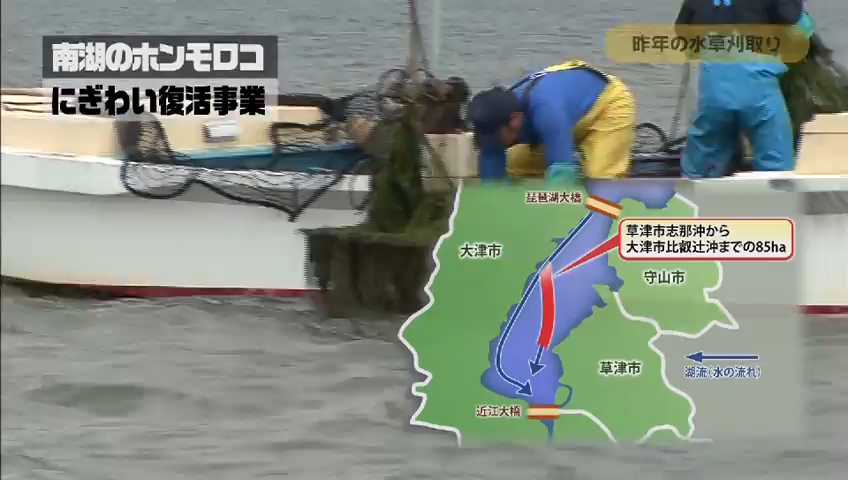 南湖のホンモロコ
にぎわい復活事業
昨年の水草刈取り
琵琶湖大橋
草津市志那沖から
大津市比叡辻沖までの85ha
大津市
守山市
草津市
湖流(水の流れ)
近江大橋